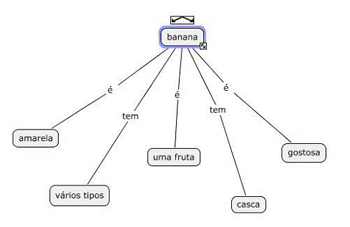 banana
é
tem
é
tem
é
amarela
vários tipos
uma fruta
casca
gostosa